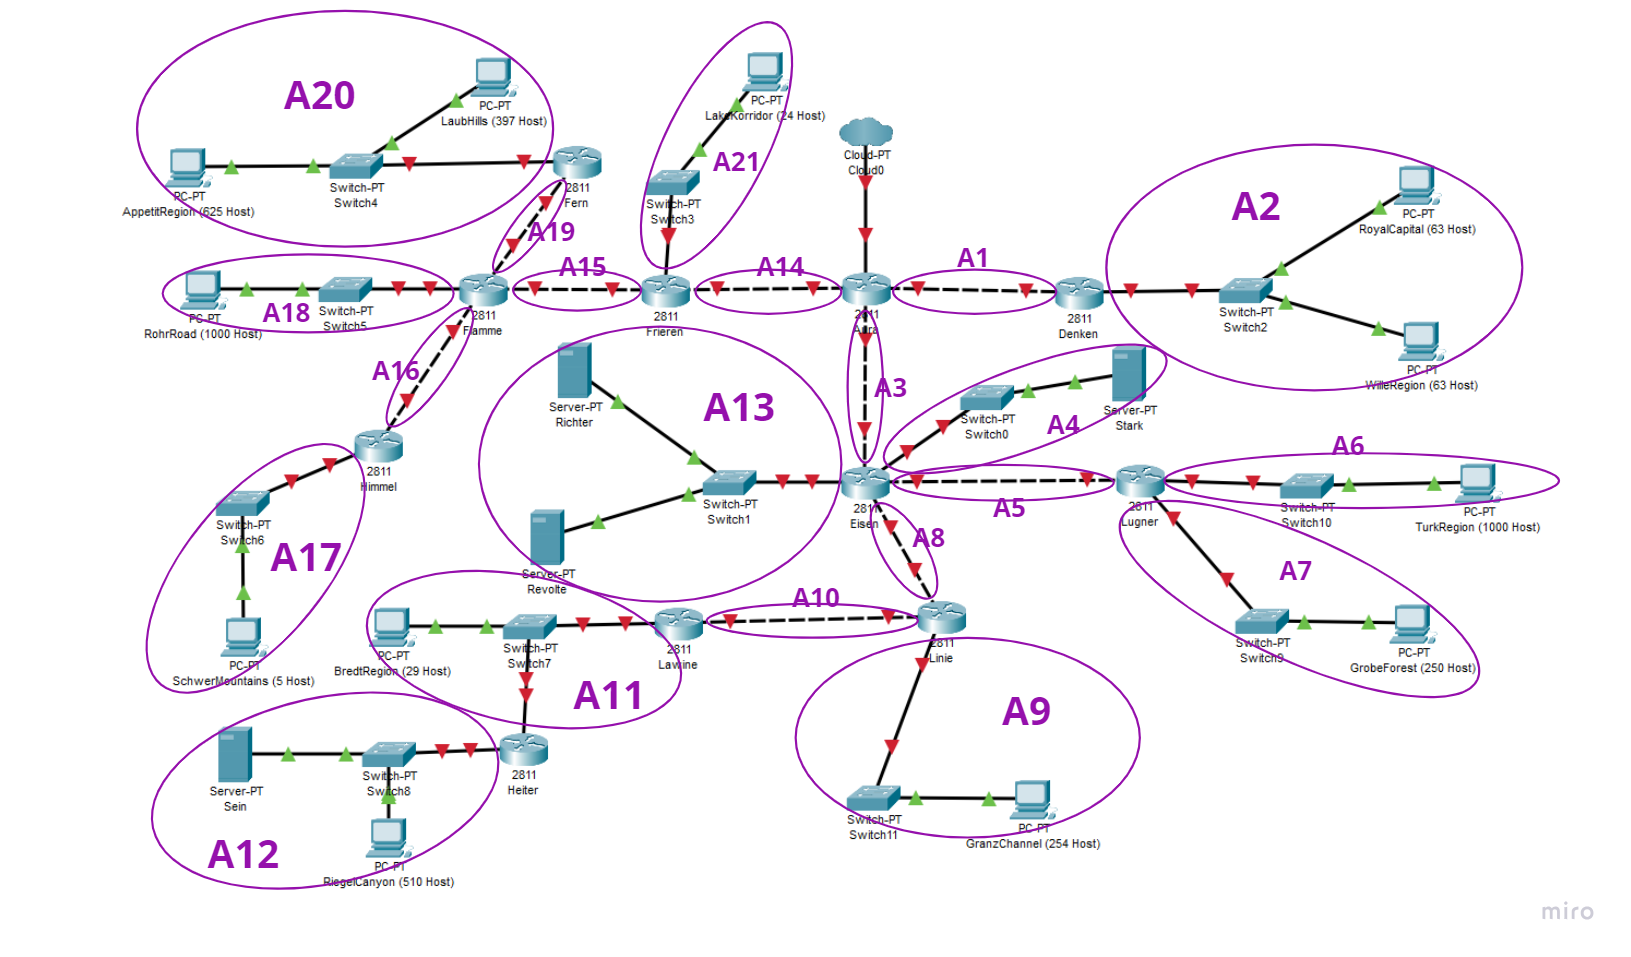 A20
PC-PT
LaubHills (397 Host)
PC-PT
AppetitRegion (625 Host)
Switch-PT
Switch4
2811
Fern
A19
PC-PT
LakeKorridor (24 Host)
A21
Switch-PT
Switch3
Cloud-PT
Cloud0
A2
PC-PT
RoyalCapital (63 Host)
Switch-PT
Switch2
PC-PT
WilleRegion (63 Host)
A15
A14
A1
A18
PC-PT
RohrRoad (1000 Host)
Switch-PT
Switch5
2811
Flamme
2811
Frieren
2811
Aura
2811
Denken
A16
A13
A3
Server-PT
Richter
Switch-PT
Switch0
Server-PT
Stark
A4
A6
2811
Himmel
Switch-PT
Switch6
A17
PC-PT
SchwerMountains (5 Host)
Switch-PT
Switch1
2811
Eisen
A5
2811
Lugner
Switch-PT
Switch10
PC-PT
TurkRegion (1000 Host)
A8
A7
Server-PT
Revolte
A10
PC-PT
BredtRegion (29 Host)
Switch-PT
Switch7
2811
Lawine
2811
Linie
Switch-PT
Switch9
PC-PT
GrobeForest (250 Host)
A11
A9
Server-PT
Sein
Switch-PT
Switch8
2811
Heiter
A12
PC-PT
RiegelCanyon (510 Host)
Switch-PT
Switch11
PC-PT
GranzChannel (254 Host)
miro